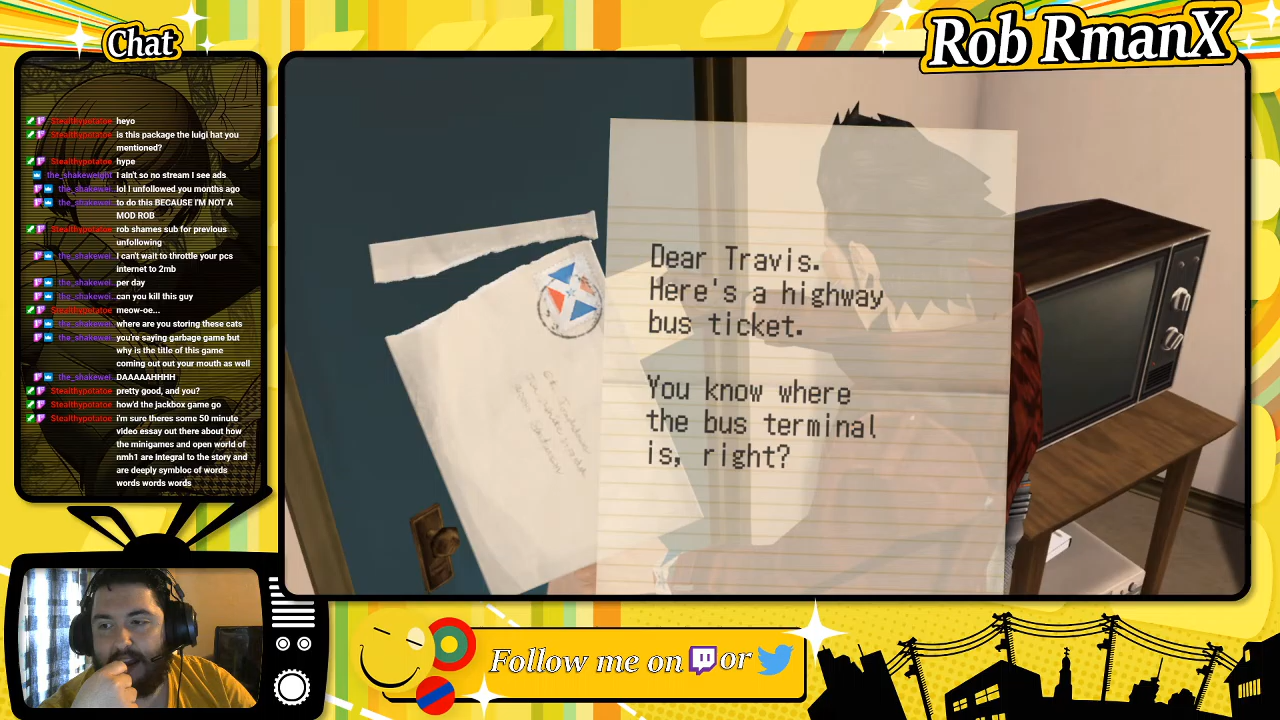 Chat
Rob RmanX
Stealthypotatoe heyo
Stealthypotatoe is this package the luigi hat you
mentioned?
Stealthypotatoe hype
the_shakeweight I ain't so no stream I see ads
the_shakewei lol I unfollowed you months ago
the_shakewei to do this BECAUSE I'M NOT A
MOD ROB
Stealthypotatoe rob shames sub for previous
unfollowing
the_shakewei I can't wait to throttle your pcs
internet to 2mb
the_shakewei per day
the_shakewei can you kill this guy
Stealthypotatoe meow-oe...
the_shakewei where are you storing these cats
the_shakewei you're saying garbage game but
why is the title of this game
coming out out your mouth as well
the_shakewei DAAAAAHHHH
Stealthypotatoe pretty good, and you?
Stealthypotatoe how'd the jackbox game go
Stealthypotatoe i'm sure theres some 50 minute
video essay out there about how
the minigames and open world of
nmh1 are integral to the story and
are deeply symbloc of words
words words words
Dear Travis.
Here's a highway
bus ticket.
You know where
the bus terminal
is, right?
Follow me on or